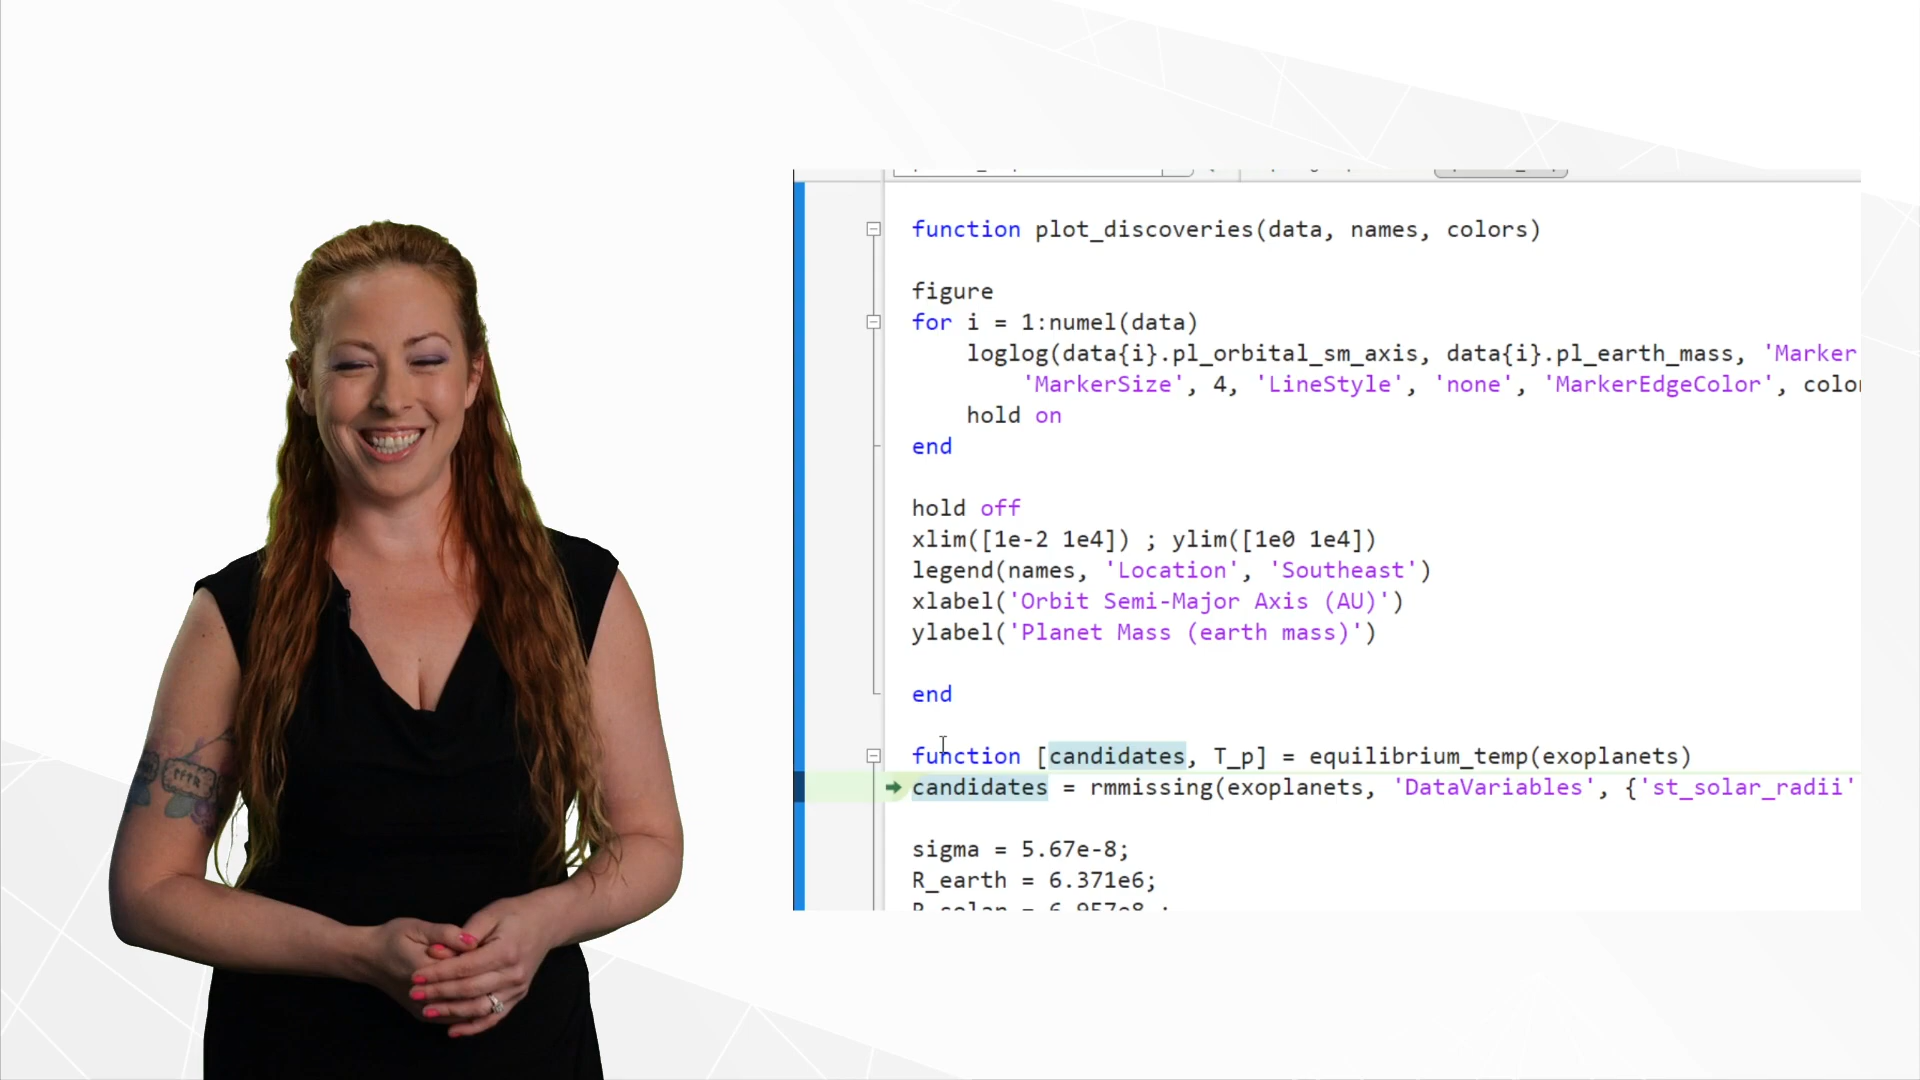 function plot_discoveries(data, names, colors)
figure
for i = 1:numel(data)
loglog(data{i}.pl_orbital_sm_axis, data{i}.pl_earth_mass, 'Marker
'MarkerSize', 4, 'LineStyle', 'none', 'MarkerEdgeColor', color
hold on
end
hold off
xlim([1e-2 1e4]) ; ylim([1e0 1e4])
legend(names, 'Location', 'Southeast')
xlabel('Orbit Semi-Major Axis (AU)')
ylabel('Planet Mass (earth mass)')
end
function [candidates, T_p] = equilibrium_temp(exoplanets)
candidates = rmmissing(exoplanets, 'DataVariables', {'st_solar_radii'
sigma = 5.67e-8;
R_earth = 6.371e6;